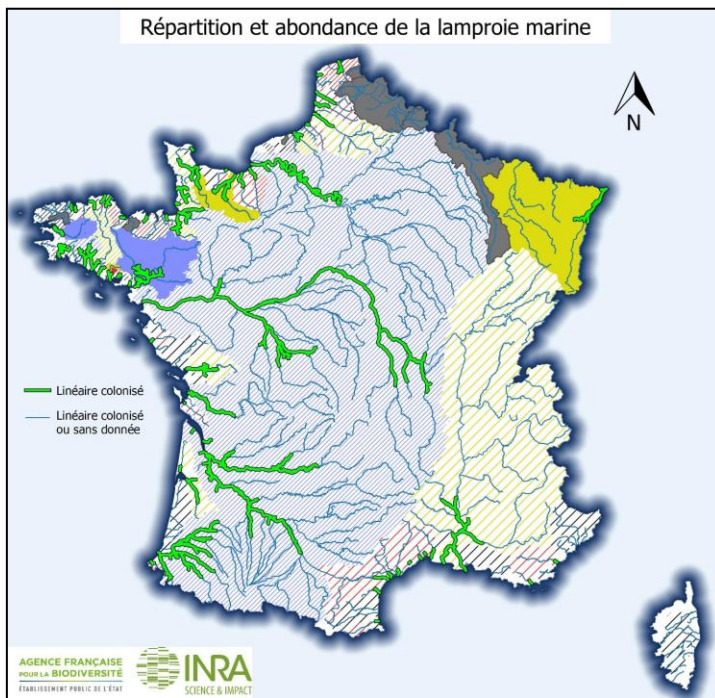 Répartition et abondance de la lamproie marine
N
Linéaire colonisé
Linéaire colonisé
ou sans donnée
AGENCE FRANÇAISE
POUR LA BIODIVERSITÉ
ÉTABLISSEMENT PUBLIC DE L'ÉTAT
INRA
SCIENCE & IMPACT